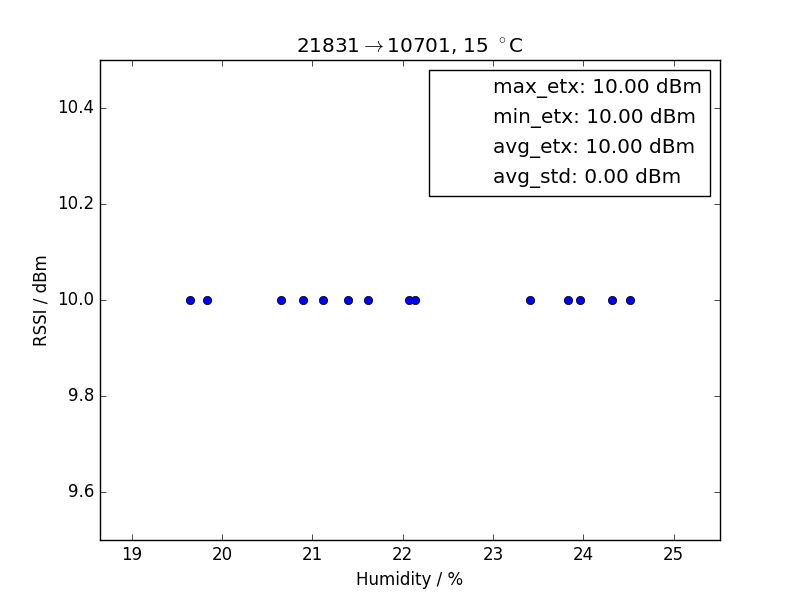 21831→10701, 15 °C
max_etx: 10.00 dBm
min_etx: 10.00 dBm
avg_etx: 10.00 dBm
avg_std: 0.00 dBm
10.4
10.2
10.0
9.8
9.6
RSSI / dBm
19 20 21 22 23 24 25
Humidity / %